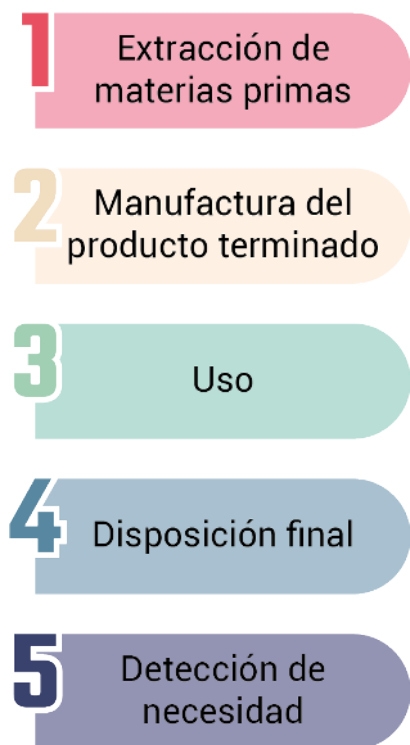 1
Extracción de
materias primas
2
Manufactura del
producto terminado
3
Uso
4
Disposición final
5
Detección de
necesidad